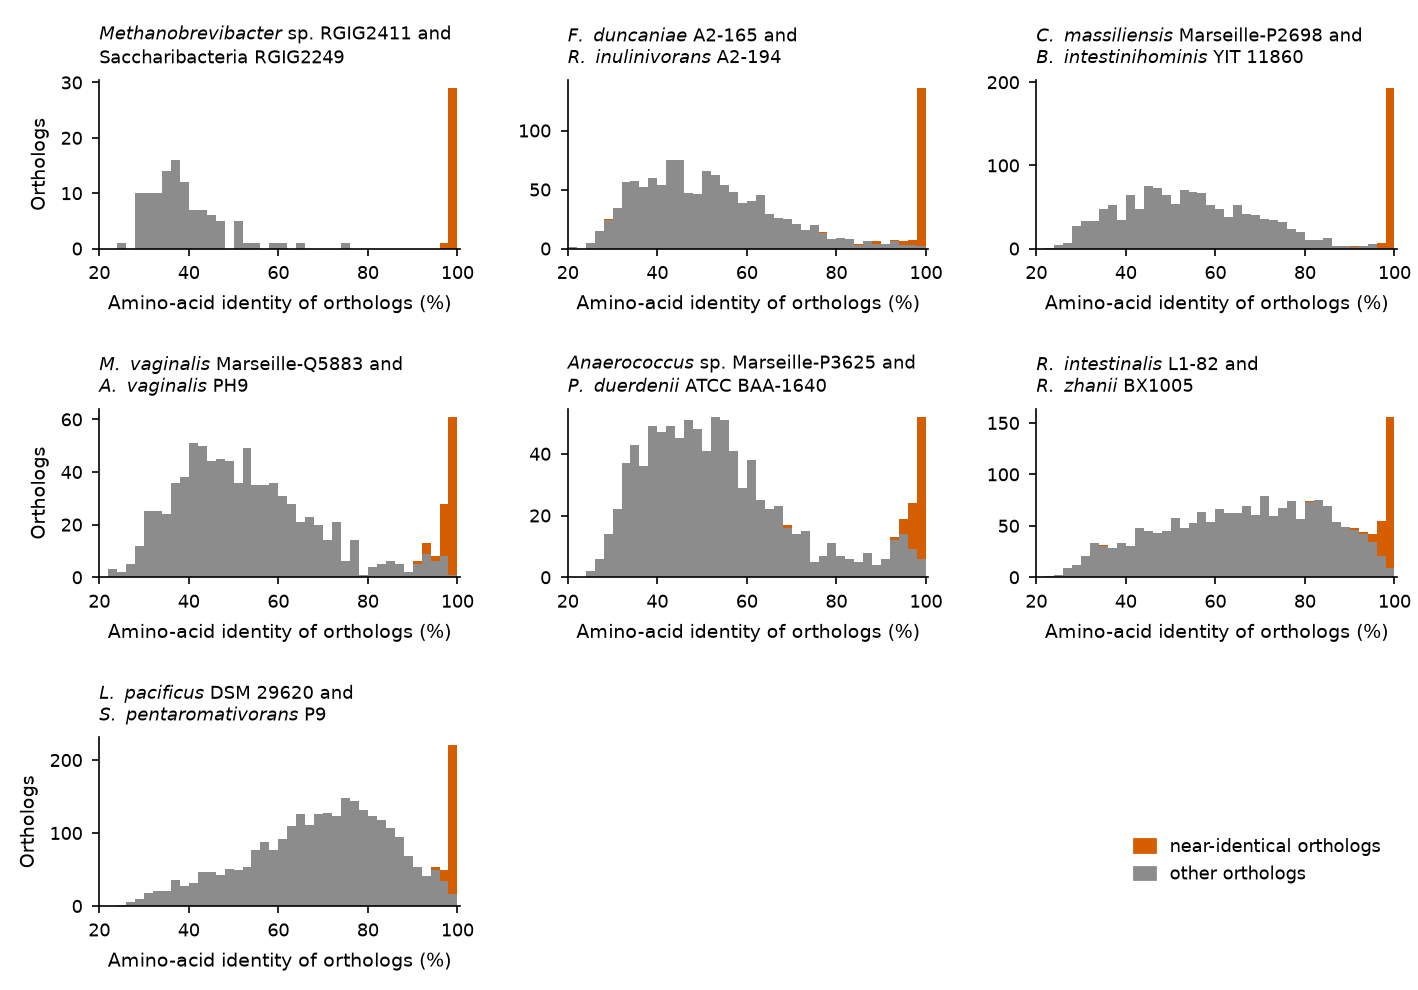 Methanobrevibacter sp. RGIG2411 and
Saccharibacteria RGIG2249
30
20
10
0
Orthologs
20 40 60 80 100
Amino-acid identity of orthologs (%)
F. duncaniae A2-165 and
R. inulinivorans A2-194
100
50
0
20 40 60 80 100
Amino-acid identity of orthologs (%)
C. massiliensis Marseille-P2698 and
B. intestinihominis YIT 11860
200
100
0
20 40 60 80 100
Amino-acid identity of orthologs (%)
M. vaginalis Marseille-Q5883 and
A. vaginalis PH9
60
40
20
0
Orthologs
20 40 60 80 100
Amino-acid identity of orthologs (%)
Anaerococcus sp. Marseille-P3625 and
P. duerdenii ATCC BAA-1640
40
20
0
20 40 60 80 100
Amino-acid identity of orthologs (%)
R. intestinalis L1-82 and
R. zhanii BX1005
150
100
50
0
20 40 60 80 100
Amino-acid identity of orthologs (%)
L. pacificus DSM 29620 and
S. pentaromativorans P9
200
100
0
Orthologs
20 40 60 80 100
Amino-acid identity of orthologs (%)
near-identical orthologs
other orthologs